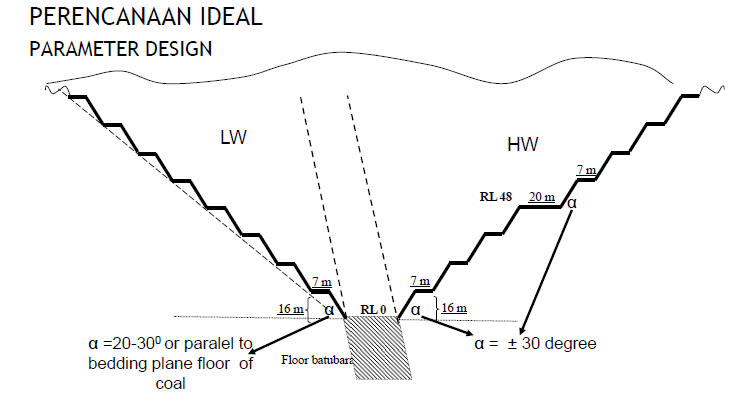 PERENCANAAN IDEAL
PARAMETER DESIGN
LW
HW
7 m
RL 48
20 m
α
7 m
7 m
16 m
α
RL 0
α
16 m
α =20-30⁰ or paralel to
bedding plane floor of
coal
Floor batubara
α = ± 30 degree